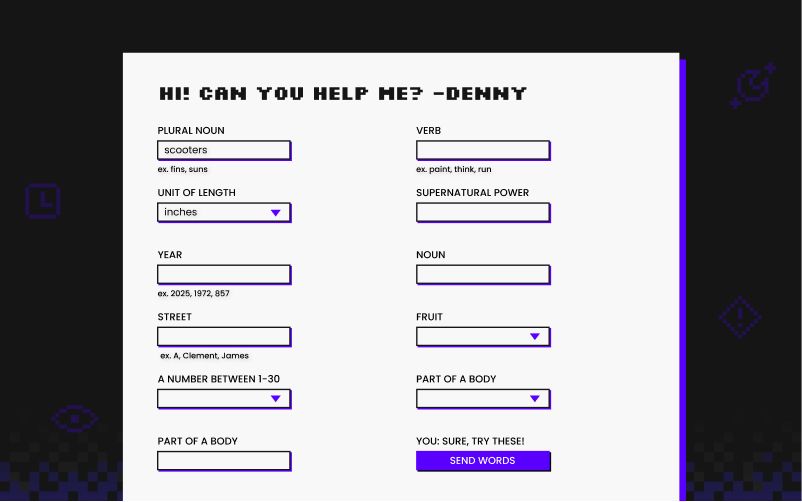 HI! CAN YOU HELP ME? -DENNY
PLURAL NOUN
scooters
ex. fins, suns
VERB
ex. paint, think, run
UNIT OF LENGTH
inches
SUPERNATURAL POWER
YEAR
ex. 2025, 1972, 857
NOUN
STREET
ex. A, Clement, James
FRUIT
A NUMBER BETWEEN 1-30
PART OF A BODY
PART OF A BODY
YOU: SURE, TRY THESE!
SEND WORDS